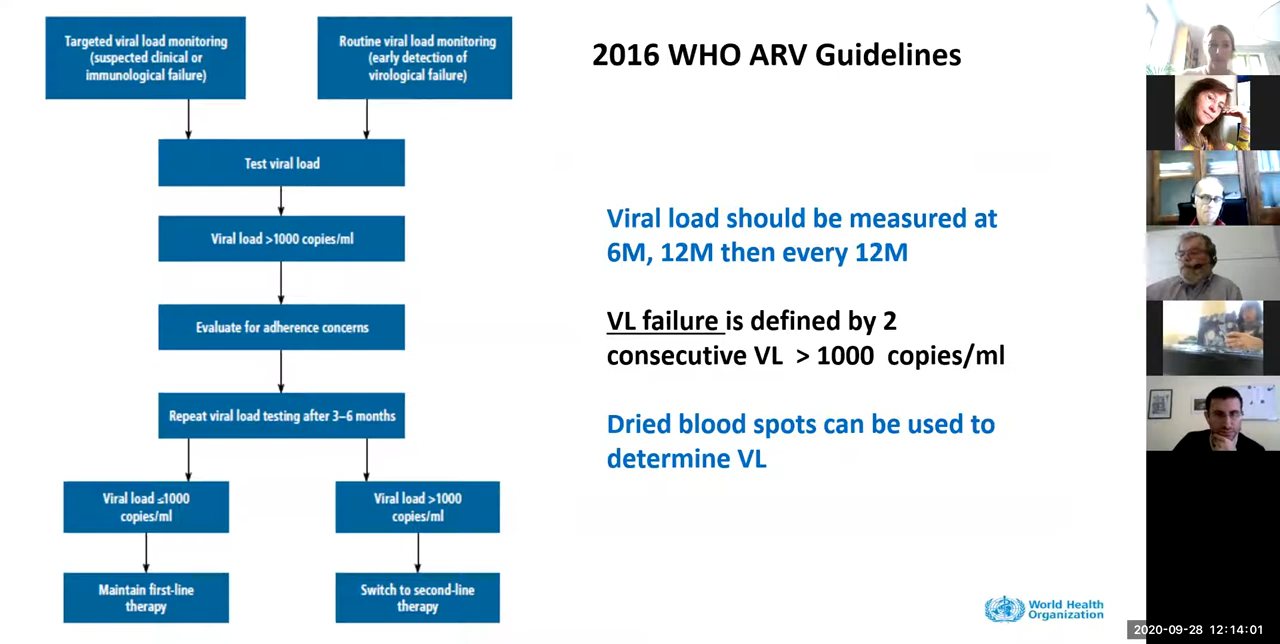 Targeted viral load monitoring
(suspected clinical or
immunological failure)
Routine viral load monitoring
(early detection of
virological failure)
Test viral load
Viral load >1000 copies/ml
Evaluate for adherence concerns
Repeat viral load testing after 3–6 months
Viral load ≤1000
copies/ml
Viral load >1000
copies/ml
Maintain first-line
therapy
Switch to second-line
therapy
2016 WHO ARV Guidelines
Viral load should be measured at
6M, 12M then every 12M
VL failure is defined by 2
consecutive VL > 1000 copies/ml
Dried blood spots can be used to
determine VL
World Health
Organization
2020-09-28 12:14:01